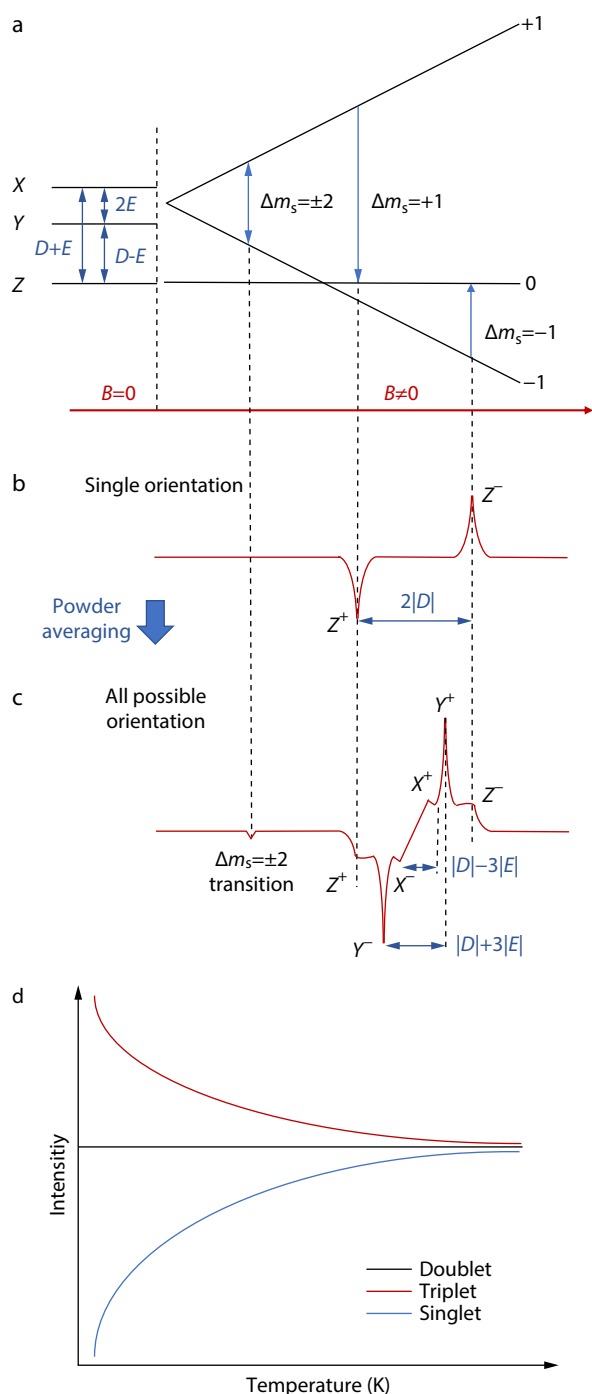 a
+1
X
2E
Δmₛ=±2
Δmₛ=+1
Y
D+E
D-E
Z
0
Δmₛ=−1
B=0
B≠0
−1
b
Single orientation
Z⁻
Powder
averaging
Z⁺
2|D|
c
All possible
orientation
Y⁺
X⁺
Z⁻
Δmₛ=±2
transition
Z⁺
X⁻
|D|−3|E|
Y⁻
|D|+3|E|
d
Intensitiy
Doublet
Triplet
Singlet
Temperature (K)